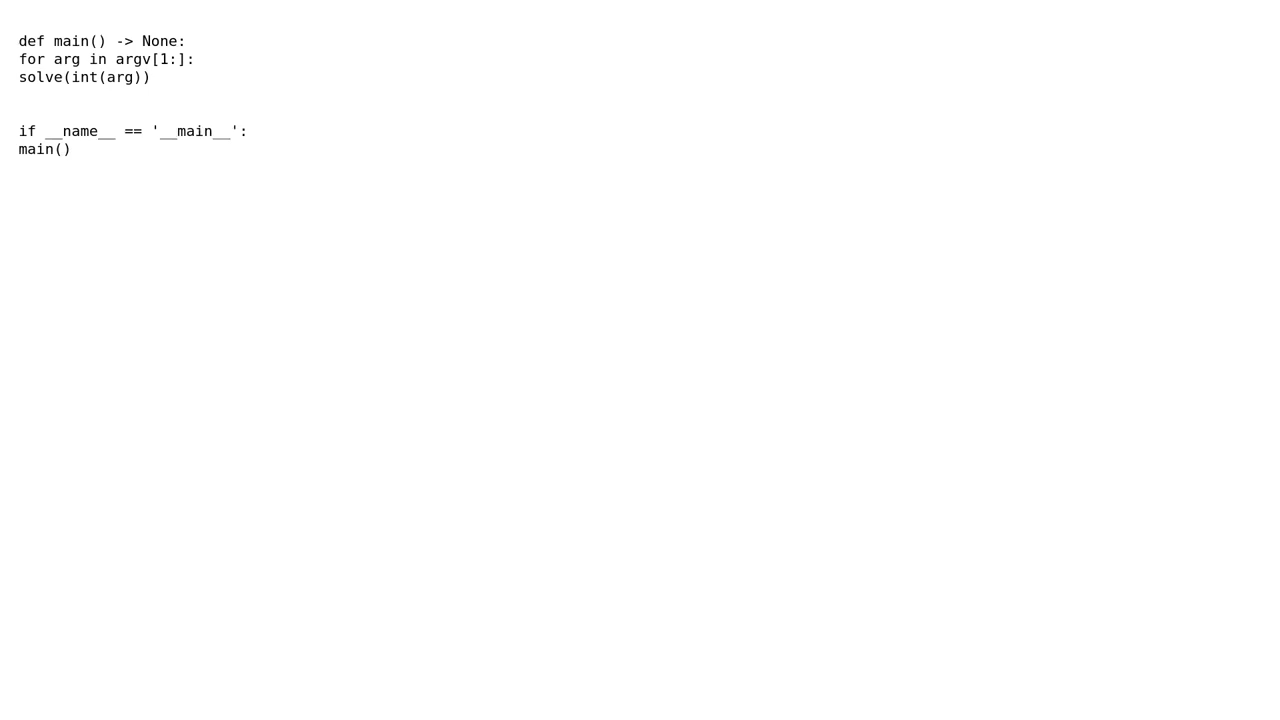 def main() -> None:
for arg in argv[1:]:
solve(int(arg))
if __name__ == '__main__':
main()